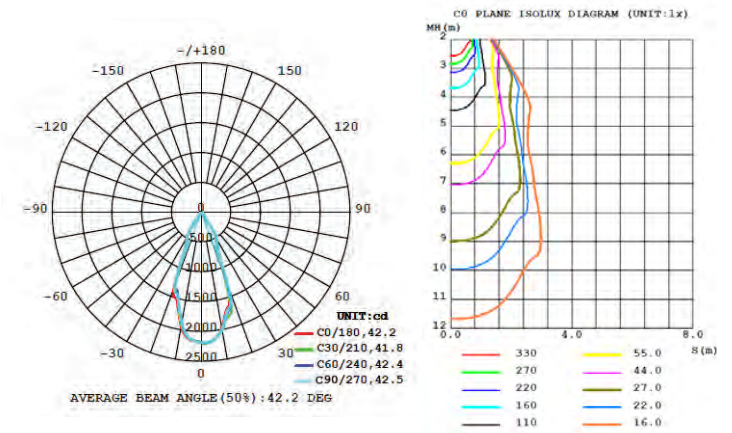 -/+180
-150 150
-120 120
-90 90
-60 60
-30 30
0
0
500
1000
1500
2000
2500
UNIT:cd
C0/180,42.2
C30/210,41.8
C60/240,42.4
C90/270,42.5
AVERAGE BEAM ANGLE(50%):42.2 DEG
C0 PLANE ISOLUX DIAGRAM (UNIT:lx)
MH(m)
2
3
4
5
6
7
8
9
10
11
12
0.0 4.0 8.0
S(m)
330 55.0
270 44.0
220 27.0
160 22.0
110 16.0